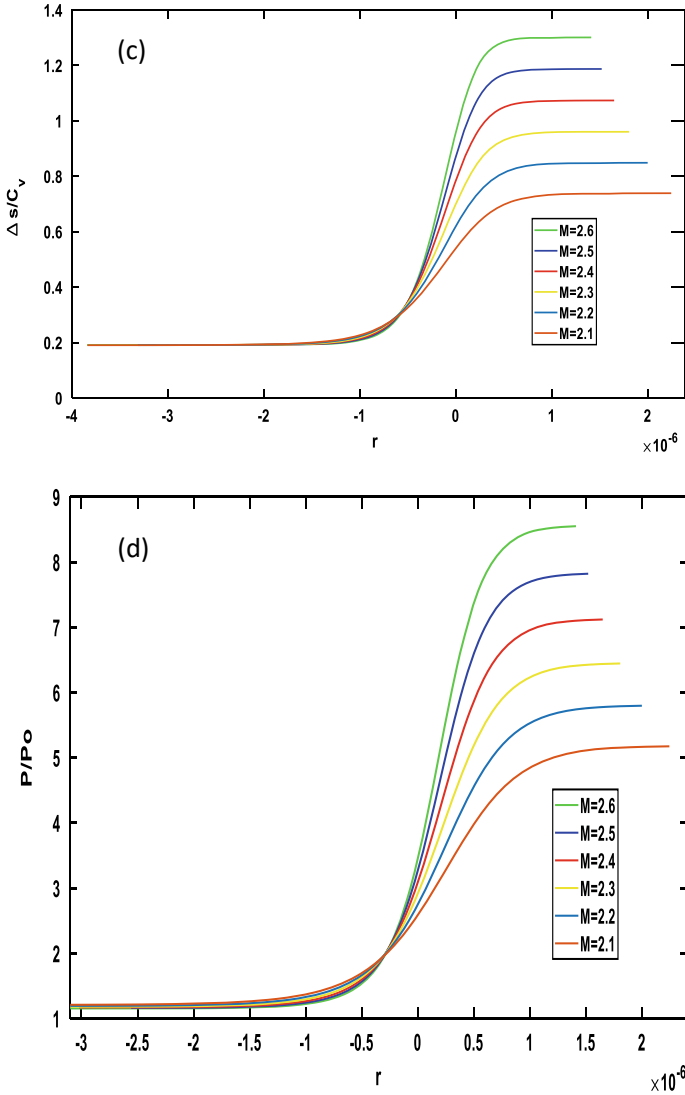 (c)
1.4
1.2
1
0.8
0.6
0.4
0.2
0
Δ s/C_v
M=2.6
M=2.5
M=2.4
M=2.3
M=2.2
M=2.1
-4 -3 -2 -1 0 1 2
r
×10^-6
(d)
9
8
7
6
5
4
3
2
1
P/Po
M=2.6
M=2.5
M=2.4
M=2.3
M=2.2
M=2.1
-3 -2.5 -2 -1.5 -1 -0.5 0 0.5 1 1.5 2
r
×10^-6